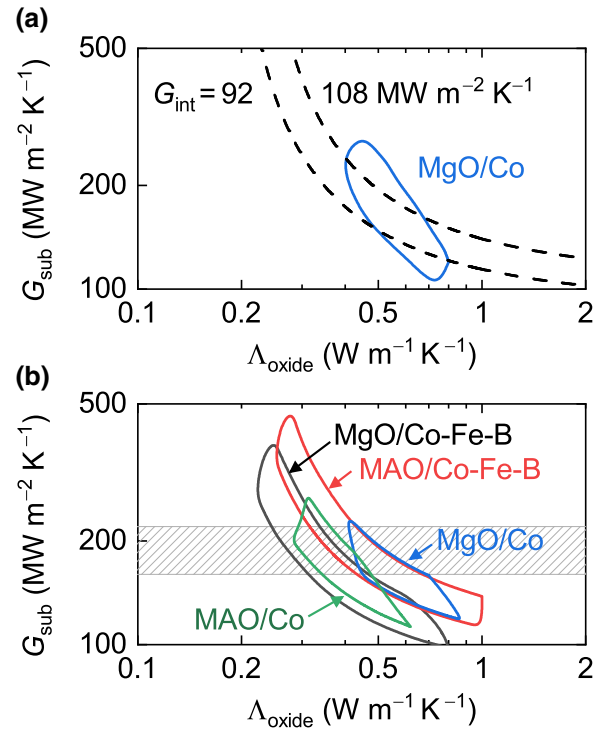 (a)
500
G_int = 92 108 MW m⁻² K⁻¹
MgO/Co
200
100
G_sub (MW m⁻² K⁻¹)
0.1 0.2 0.5 1 2
Λ_oxide (W m⁻¹ K⁻¹)
(b)
500
MgO/Co-Fe-B
MAO/Co-Fe-B
200
MgO/Co
MAO/Co
100
G_sub (MW m⁻² K⁻¹)
0.1 0.2 0.5 1 2
Λ_oxide (W m⁻¹ K⁻¹)